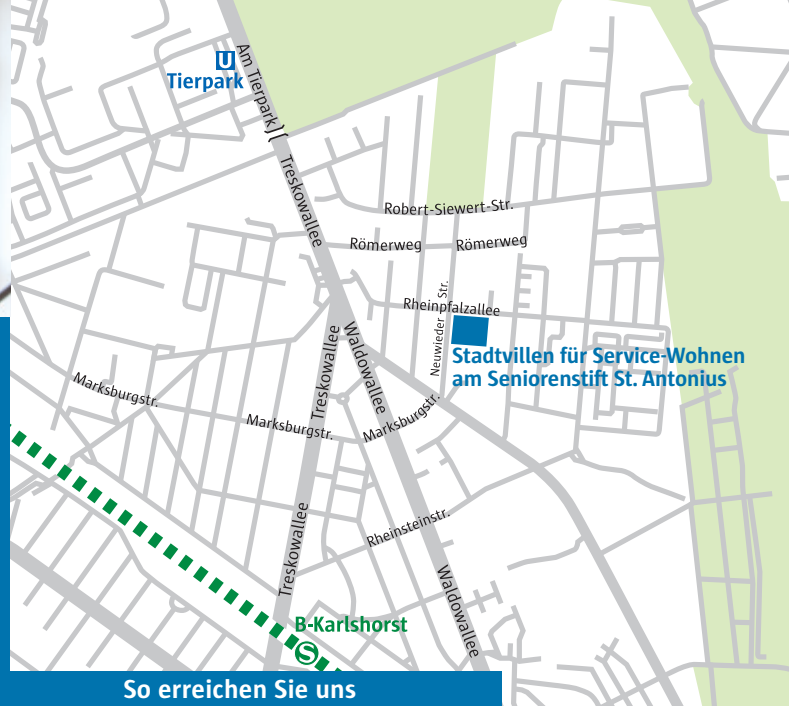 U
Tierpark
Am Tierpark
Treskowallee
Robert-Siewert-Str.
Römerweg
Römerweg
Rheinpfalzallee
Neuwieder Str.
Stadtvillen für Service-Wohnen
am Seniorenstift St. Antonius
Treskowallee
Waldowallee
Marksburgstr.
Marksburgstr.
Marksburgstr.
Rheinsteinstr.
Treskowallee
Waldowallee
B-Karlshorst
S
So erreichen Sie uns